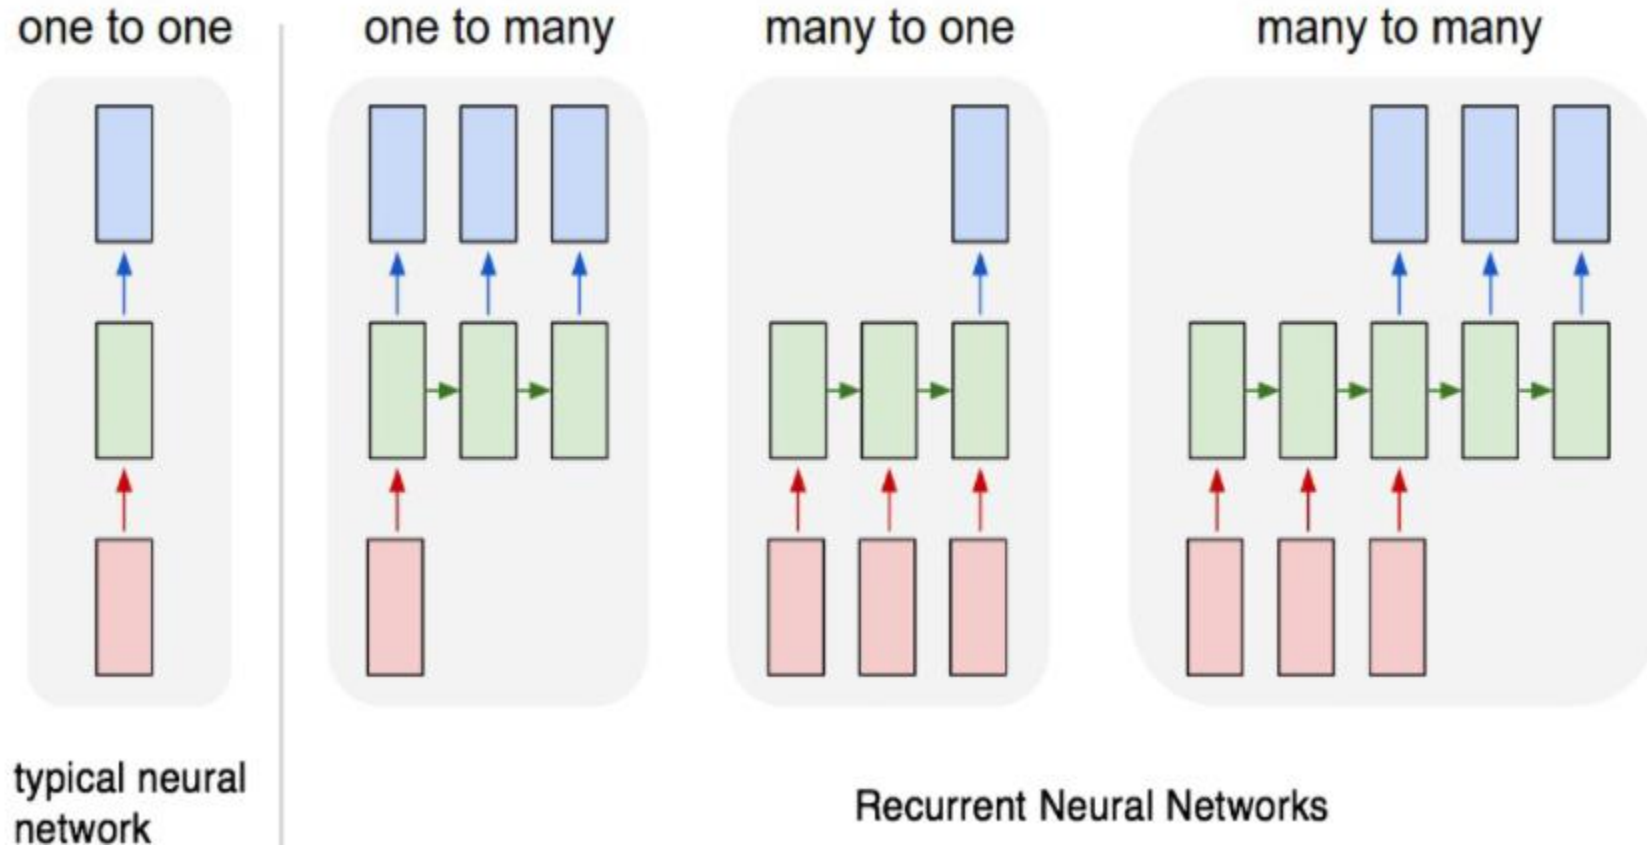 one to one
one to many
many to one
many to many
typical neural
network
Recurrent Neural Networks